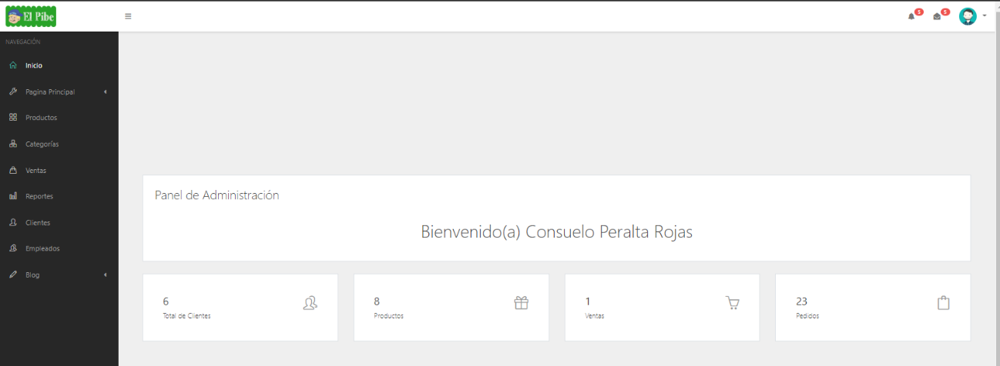 El Pibe
5
5
NAVEGACIÓN
Inicio
Pagina Principal
Productos
Categorías
Ventas
Reportes
Clientes
Empleados
Blog
Panel de Administración
Bienvenido(a) Consuelo Peralta Rojas
6
Total de Clientes
8
Productos
1
Ventas
23
Pedidos